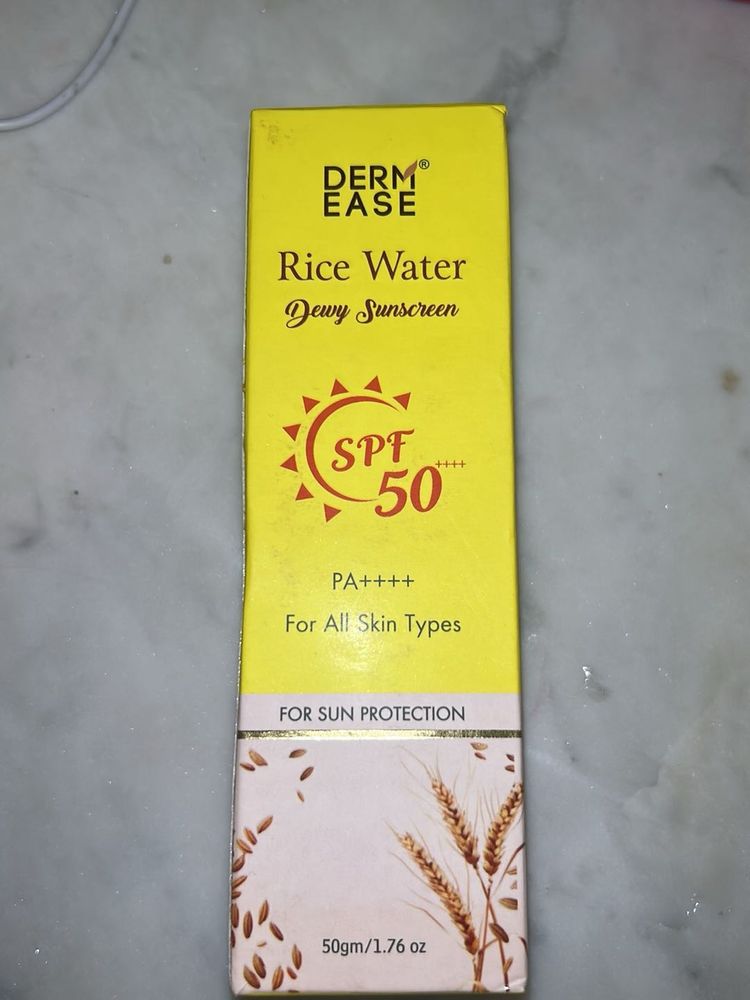 DERM®
EASE
Rice Water
Dewy Sunscreen
SPF
50++++
PA++++
For All Skin Types
FOR SUN PROTECTION
50gm/1.76 oz